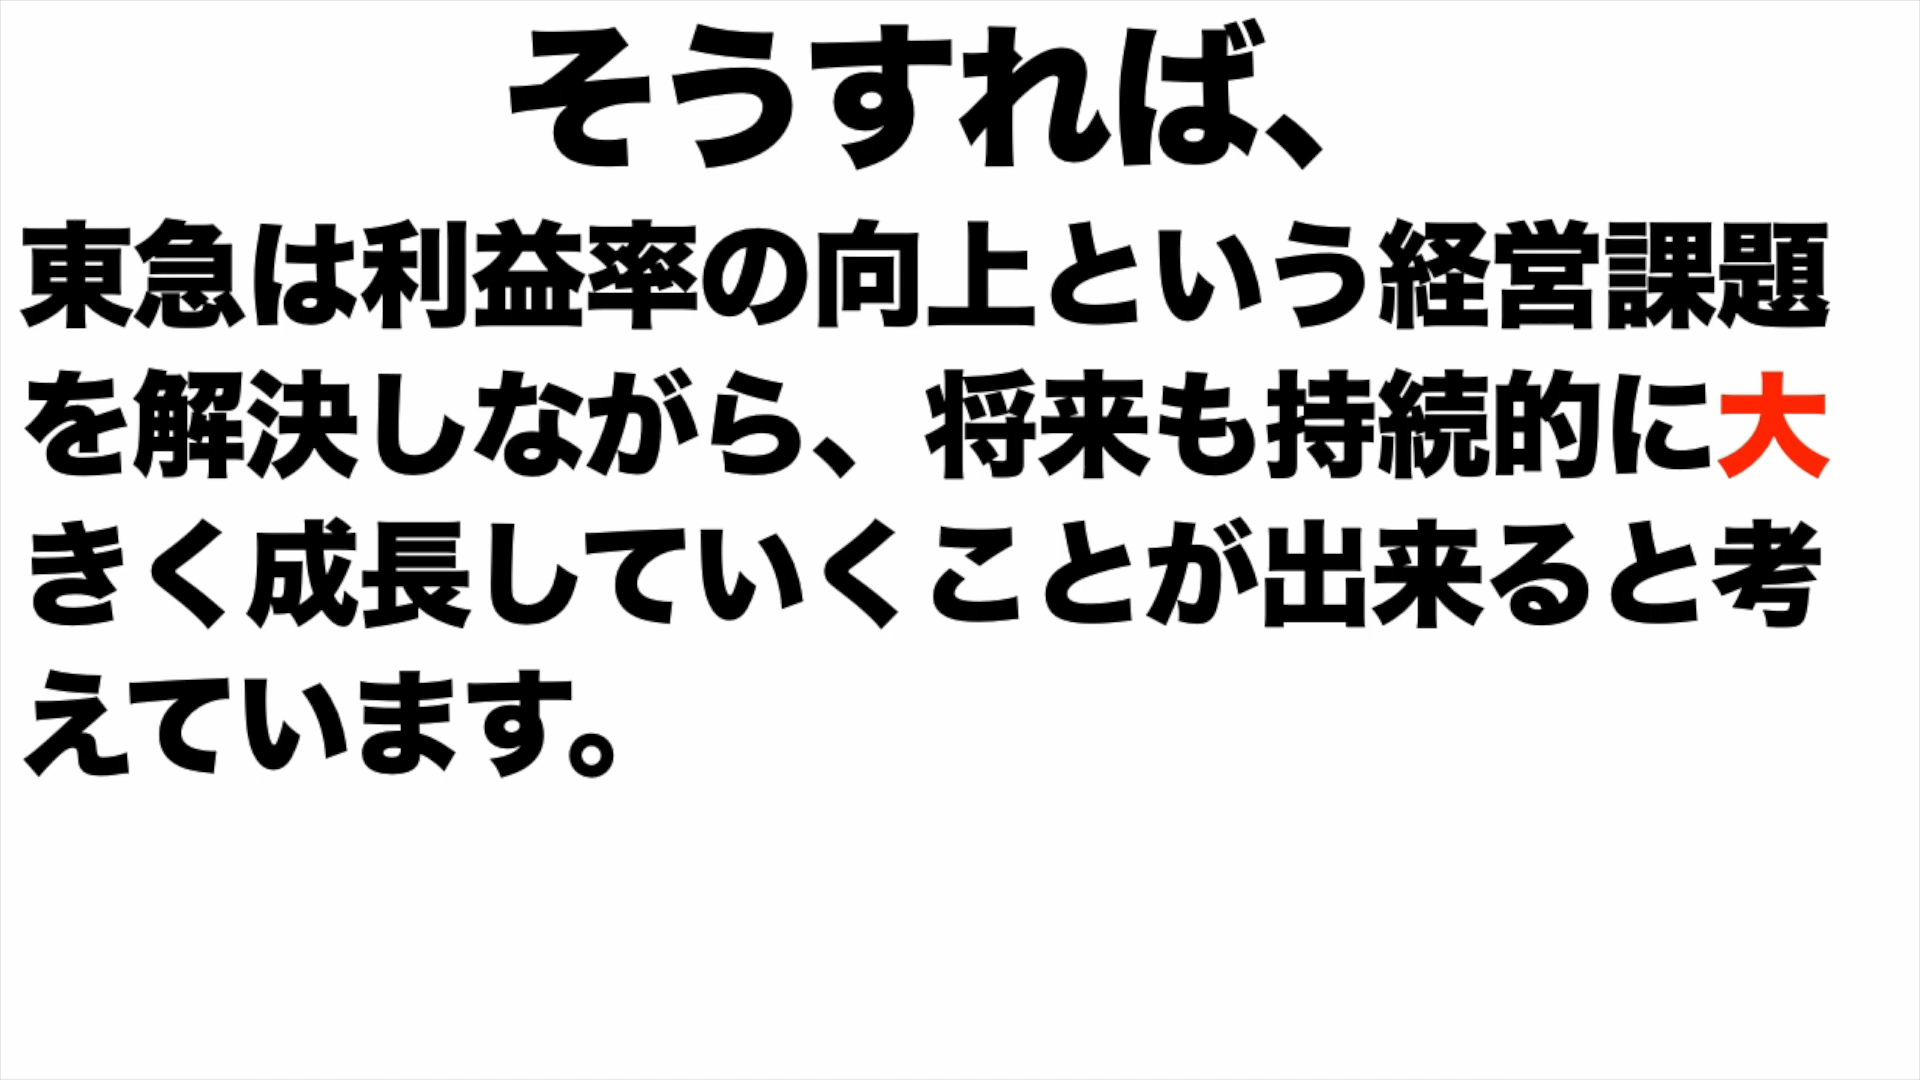 そうすれば、
東急は利益率の向上という経営課題
を解決しながら、将来も持続的に大
きく成長していくことが出来ると考
えています。